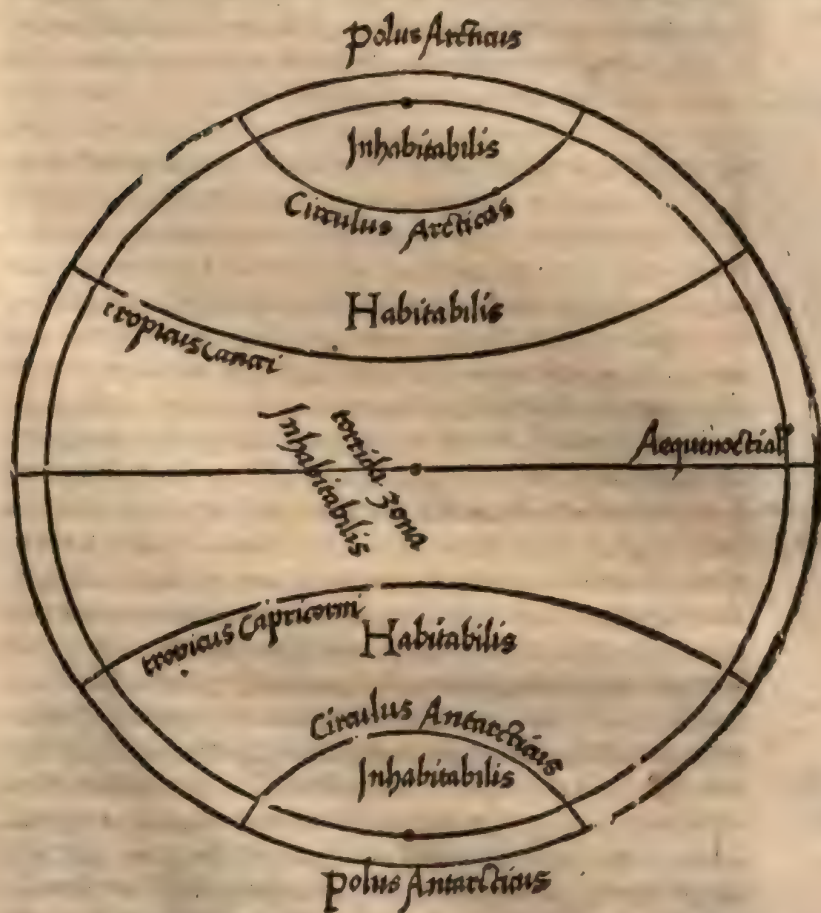 Polus Arcticus
Inhabitabilis
Circulus Arcticus
Habitabilis
tropicus Cancri
torrida zona
Inhabitabilis
Aequinoctial'
tropicus Capricorni
Habitabilis
Circulus Antarcticus
Inhabitabilis
Polus Antarcticus